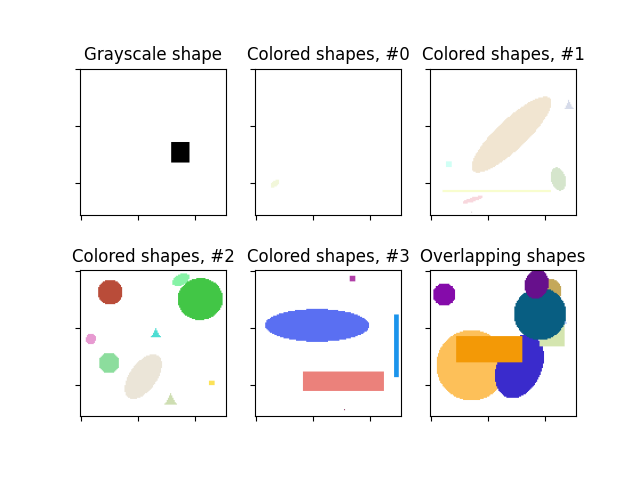 Grayscale shape
Colored shapes, #0
Colored shapes, #1
Colored shapes, #2
Colored shapes, #3
Overlapping shapes